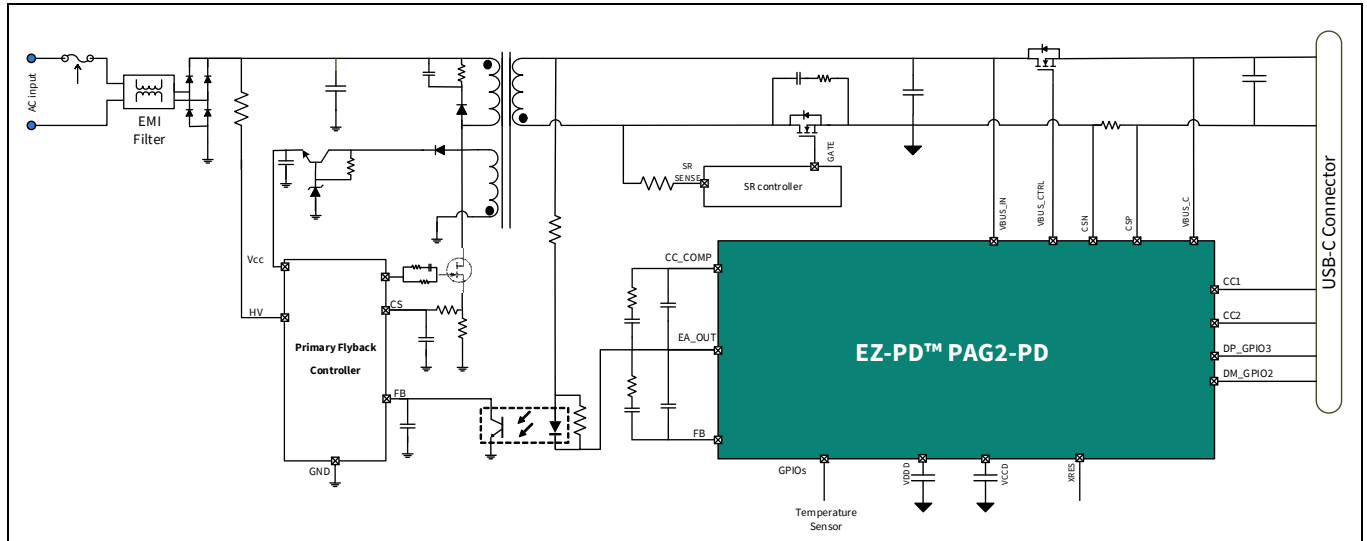 AC input
EMI
Filter
SR
SENSE
GATE
SR controller
VBUS_IN
VBUS_CTRL
CSN
CSP
VBUS_C
USB-C Connector
Vcc
HV
CS
Primary Flyback
Controller
FB
GND
CC_COMP
EA_OUT
FB
EZ-PD™ PAG2-PD
CC1
CC2
DP_GPIO3
DM_GPIO2
GPIOs
VDDD
VCCD
XRES
Temperature
Sensor